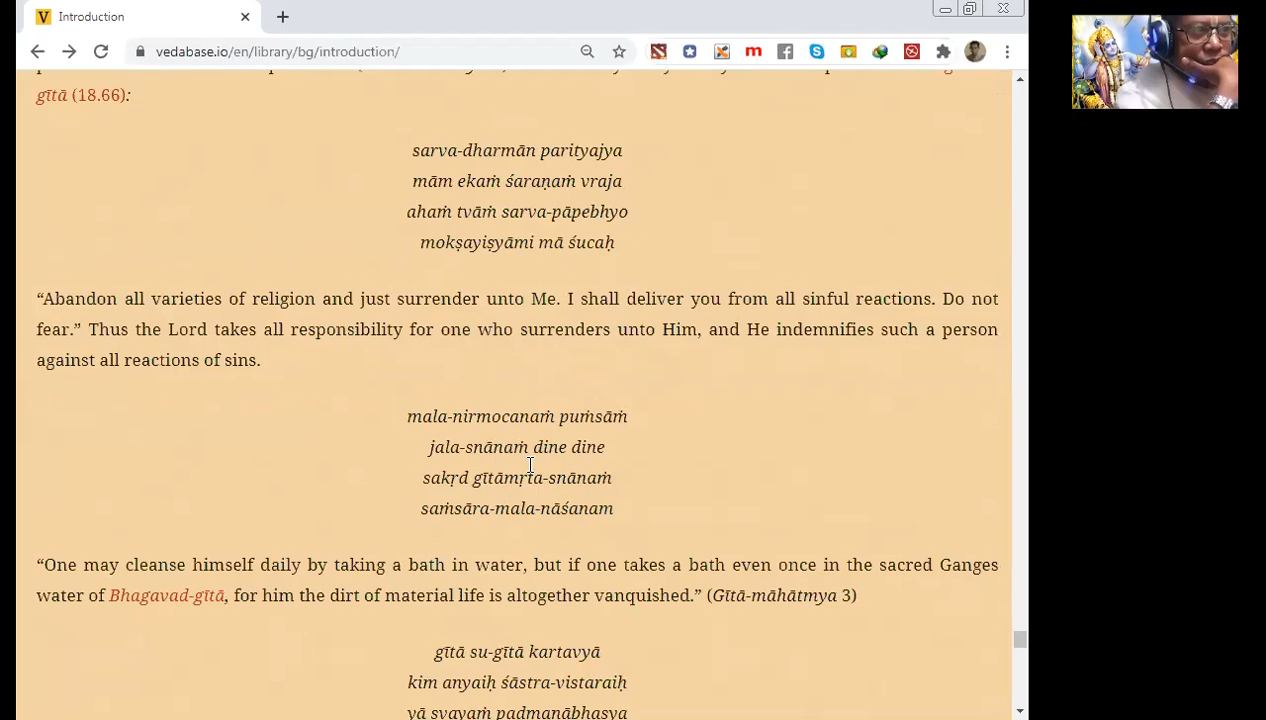 Introduction
vedabase.io/en/library/bg/introduction/
gītā (18.66):
sarva-dharmān parityajya
mām ekaṁ śaraṇaṁ vraja
ahaṁ tvāṁ sarva-pāpebhyo
mokṣayiṣyāmi mā śucaḥ
“Abandon all varieties of religion and just surrender unto Me. I shall deliver you from all sinful reactions. Do not
fear.” Thus the Lord takes all responsibility for one who surrenders unto Him, and He indemnifies such a person
against all reactions of sins.
mala-nirmocanaṁ puṁsāṁ
jala-snānaṁ dine dine
sakṛd gītāmṛta-snānaṁ
saṁsāra-mala-nāśanam
“One may cleanse himself daily by taking a bath in water, but if one takes a bath even once in the sacred Ganges
water of Bhagavad-gītā, for him the dirt of material life is altogether vanquished.” (Gītā-māhātmya 3)
gītā su-gītā kartavyā
kim anyaiḥ śāstra-vistaraiḥ
yā svayaṁ padmanābhasya